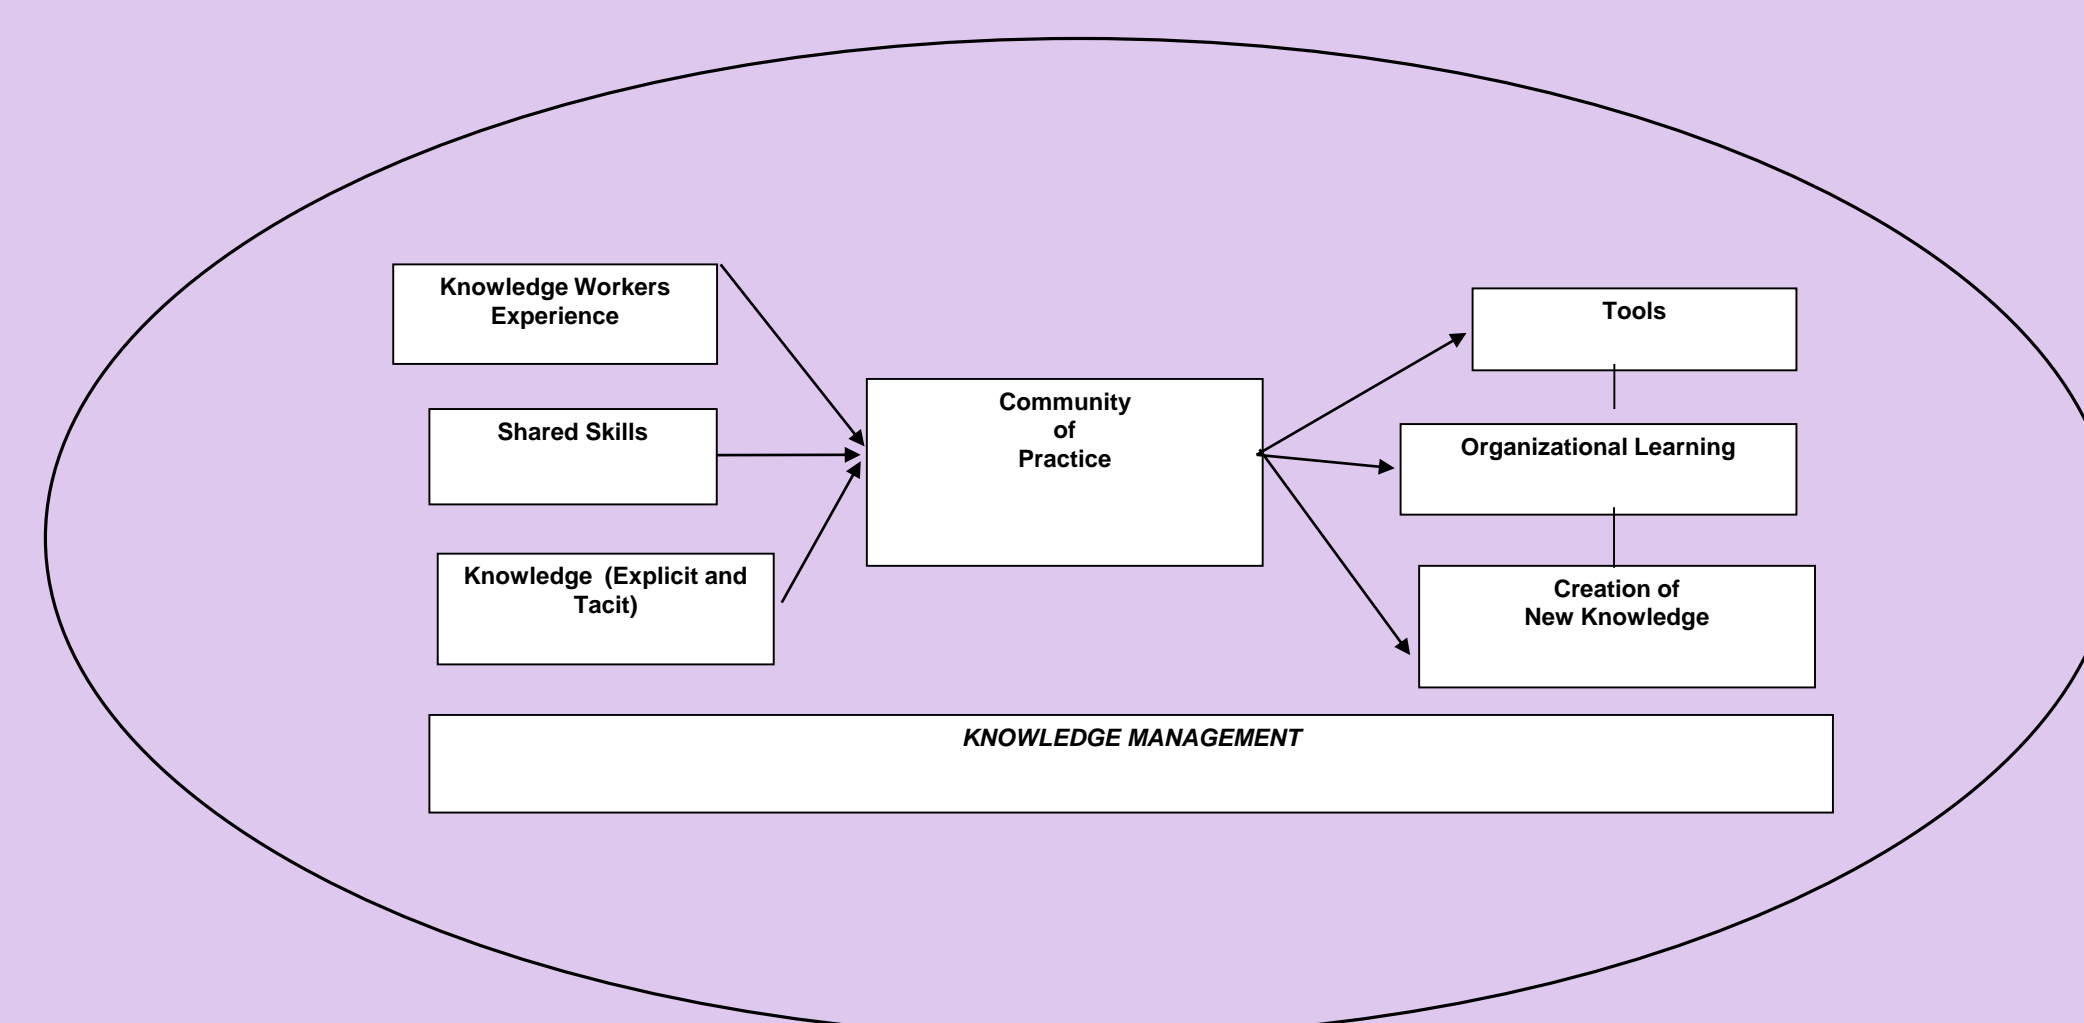 Knowledge Workers
Experience
Shared Skills
Knowledge  (Explicit and
Tacit)
Community
of
Practice
Tools
Organizational Learning
Creation of
New Knowledge
KNOWLEDGE MANAGEMENT